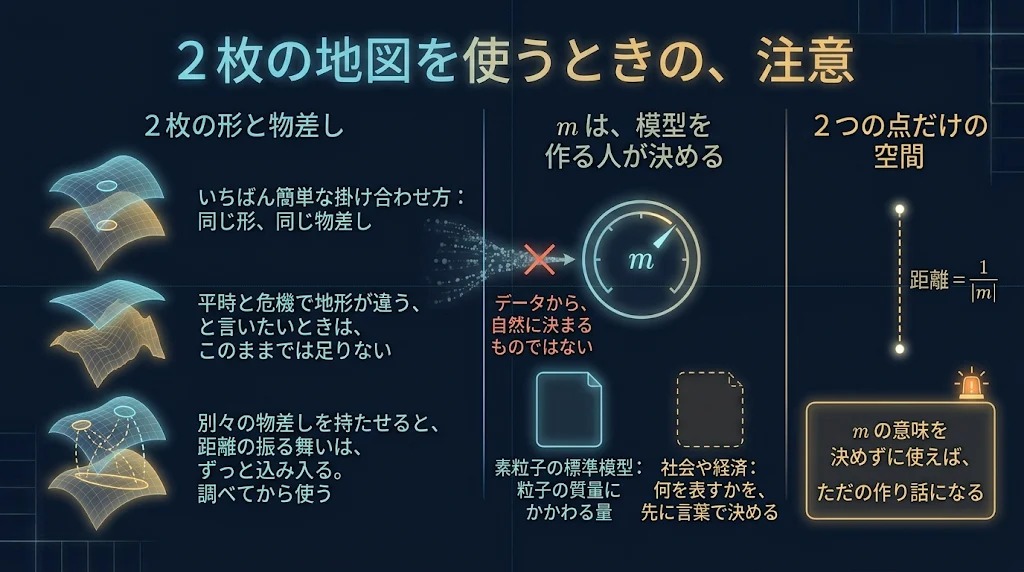 2枚の地図を使うときの、注意
2枚の形と物差し
いちばん簡単な掛け合わせ方：
同じ形、同じ物差し
平時と危機で地形が違う、
と言いたいときは、
このままでは足りない
別々の物差しを持たせると、
距離の振る舞いは、
ずっと込み入る。
調べてから使う
m は、模型を
作る人が決める
m
データから、
自然に決まる
ものではない
素粒子の標準模型：
粒子の質量に
かかわる量
社会や経済：
何を表すかを、
先に言葉で決める
2つの点だけの
空間
距離 = 1/|m|
m の意味を
決めずに使えば、
ただの作り話になる